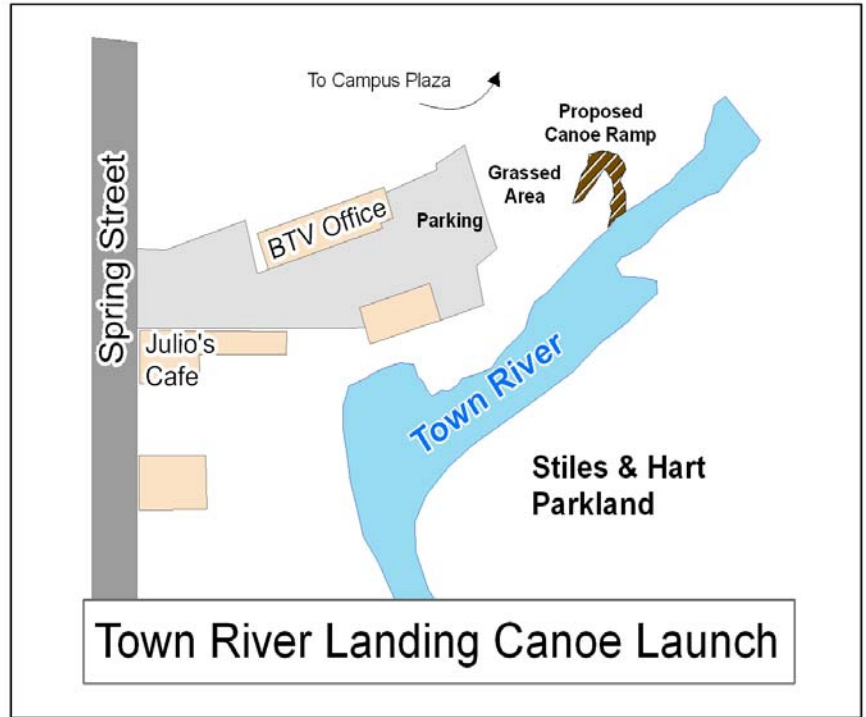 To Campus Plaza
Proposed
Canoe Ramp
Grassed
Area
Parking
BTV Office
Spring Street
Julio's
Cafe
Town River
Stiles & Hart
Parkland
Town River Landing Canoe Launch